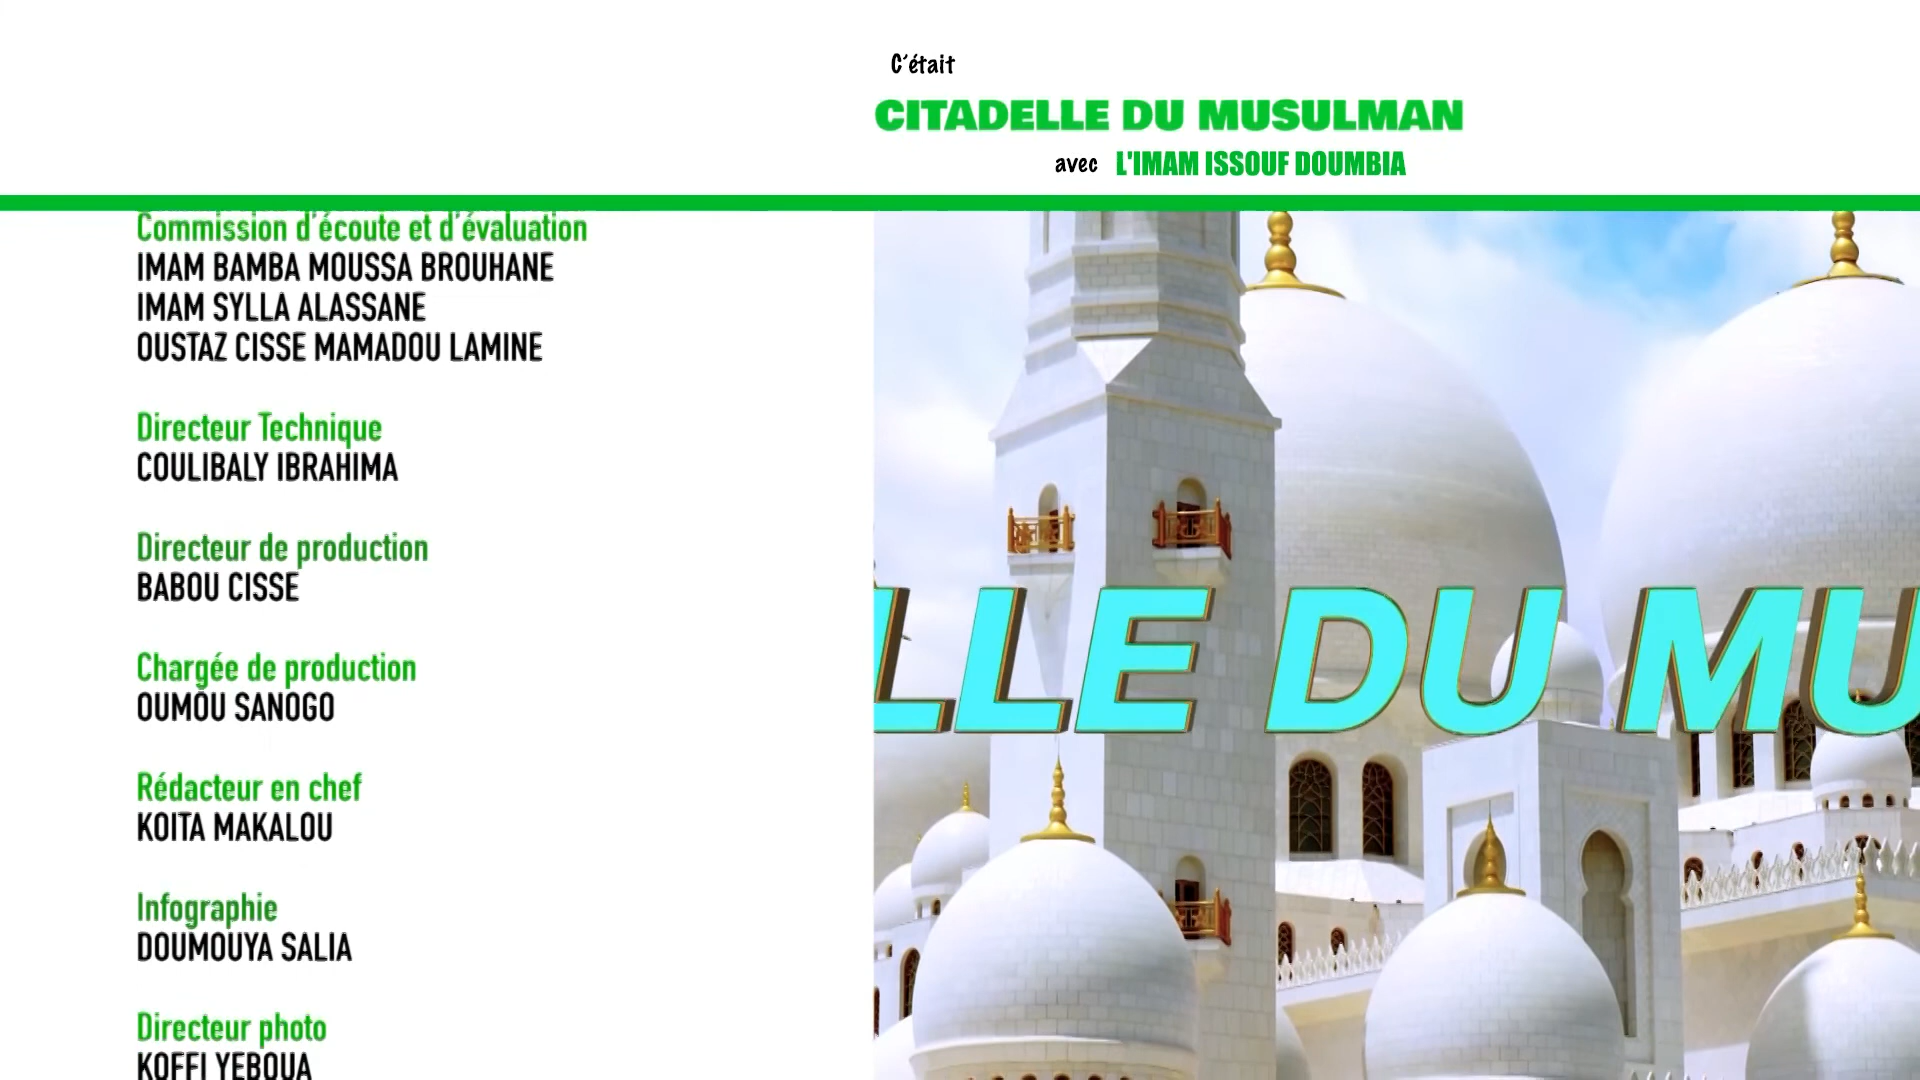 C'était
CITADELLE DU MUSULMAN
avec L'IMAM ISSOUF DOUMBIA
Commission d'écoute et d'évaluation
IMAM BAMBA MOUSSA BROUHANE
IMAM SYLLA ALASSANE
OUSTAZ CISSE MAMADOU LAMINE
Directeur Technique
COULIBALY IBRAHIMA
Directeur de production
BABOU CISSE
Chargée de production
OUMOU SANOGO
Rédacteur en chef
KOITA MAKALOU
Infographie
DOUMOUYA SALIA
Directeur photo
KOFFI YEBOUA
LLE DU MU